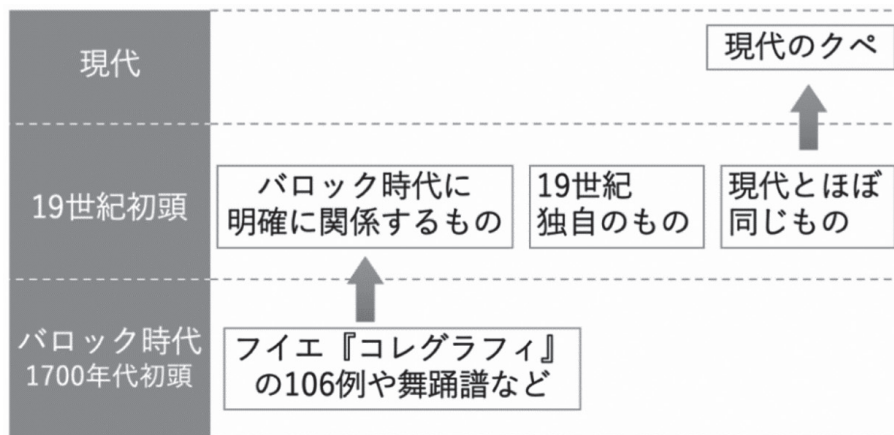 現代
現代のクペ
19世紀初頭
バロック時代に
明確に関係するもの
19世紀
独自のもの
現代とほぼ
同じもの
バロック時代
1700年代初頭
フイエ『コレグラフィ』
の106例や舞踊譜など